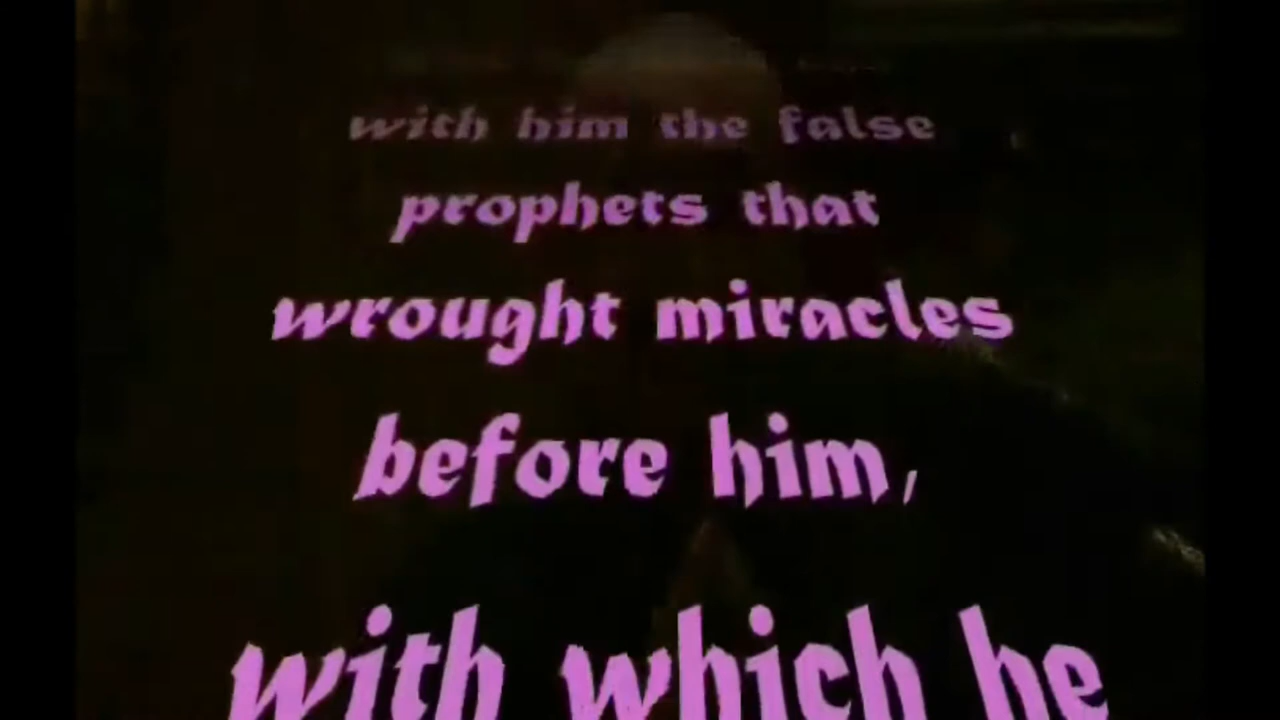 with him the false
prophets that
wrought miracles
before him,
with which he